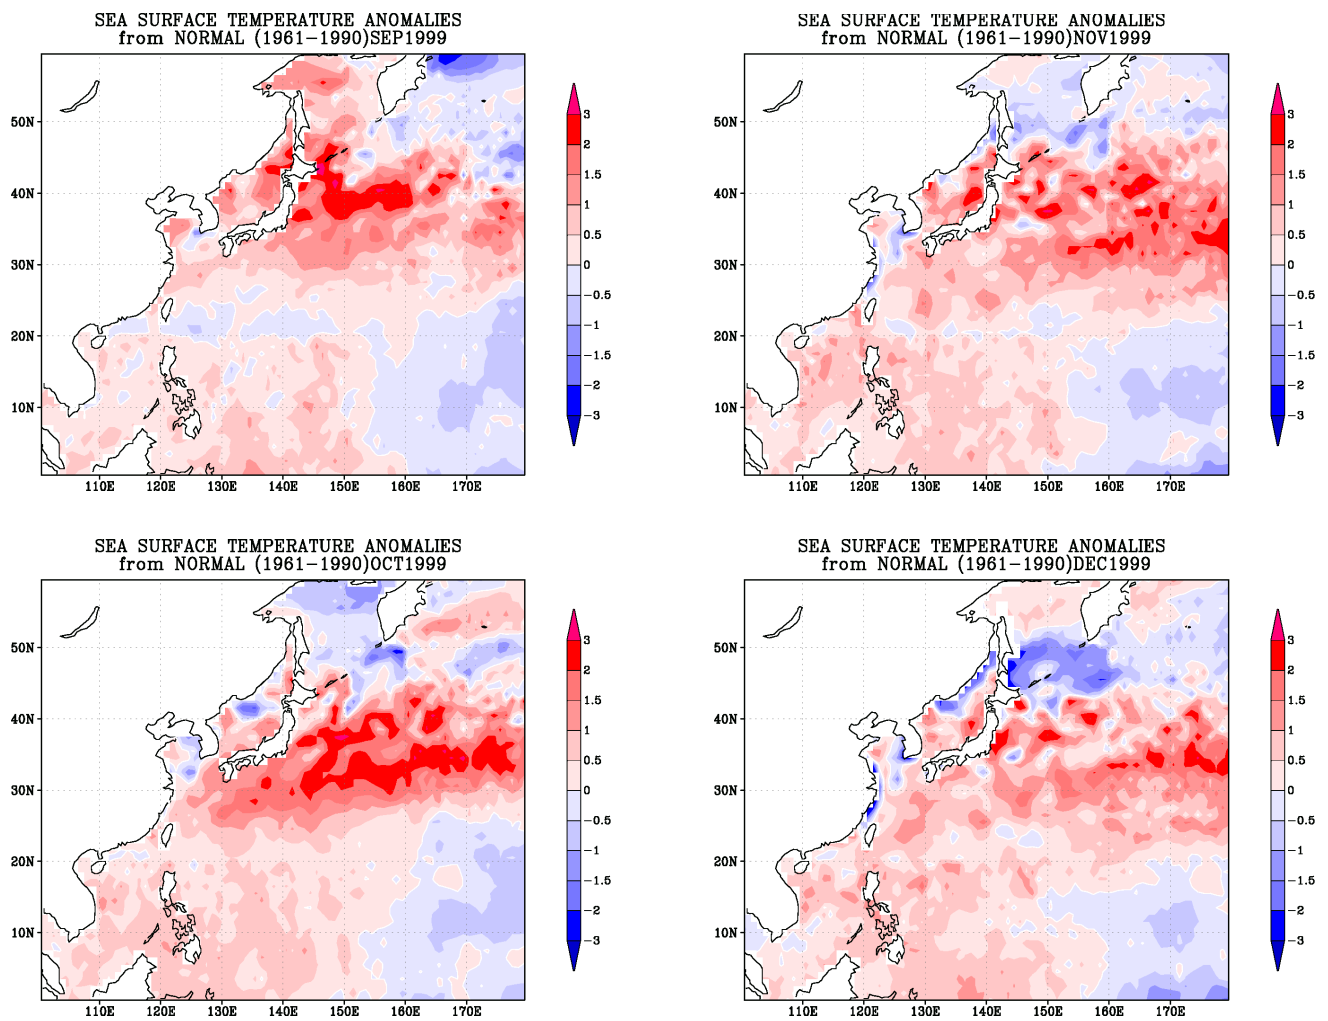 SEA SURFACE TEMPERATURE ANOMALIES
from NORMAL (1961-1990)SEP1999
50N
40N
30N
20N
10N
110E 120E 130E 140E 150E 160E 170E
3
2
1.5
1
0.5
0
-0.5
-1
-1.5
-2
-3
SEA SURFACE TEMPERATURE ANOMALIES
from NORMAL (1961-1990)NOV1999
50N
40N
30N
20N
10N
110E 120E 130E 140E 150E 160E 170E
3
2
1.5
1
0.5
0
-0.5
-1
-1.5
-2
-3
SEA SURFACE TEMPERATURE ANOMALIES
from NORMAL (1961-1990)OCT1999
50N
40N
30N
20N
10N
110E 120E 130E 140E 150E 160E 170E
3
2
1.5
1
0.5
0
-0.5
-1
-1.5
-2
-3
SEA SURFACE TEMPERATURE ANOMALIES
from NORMAL (1961-1990)DEC1999
50N
40N
30N
20N
10N
110E 120E 130E 140E 150E 160E 170E
3
2
1.5
1
0.5
0
-0.5
-1
-1.5
-2
-3